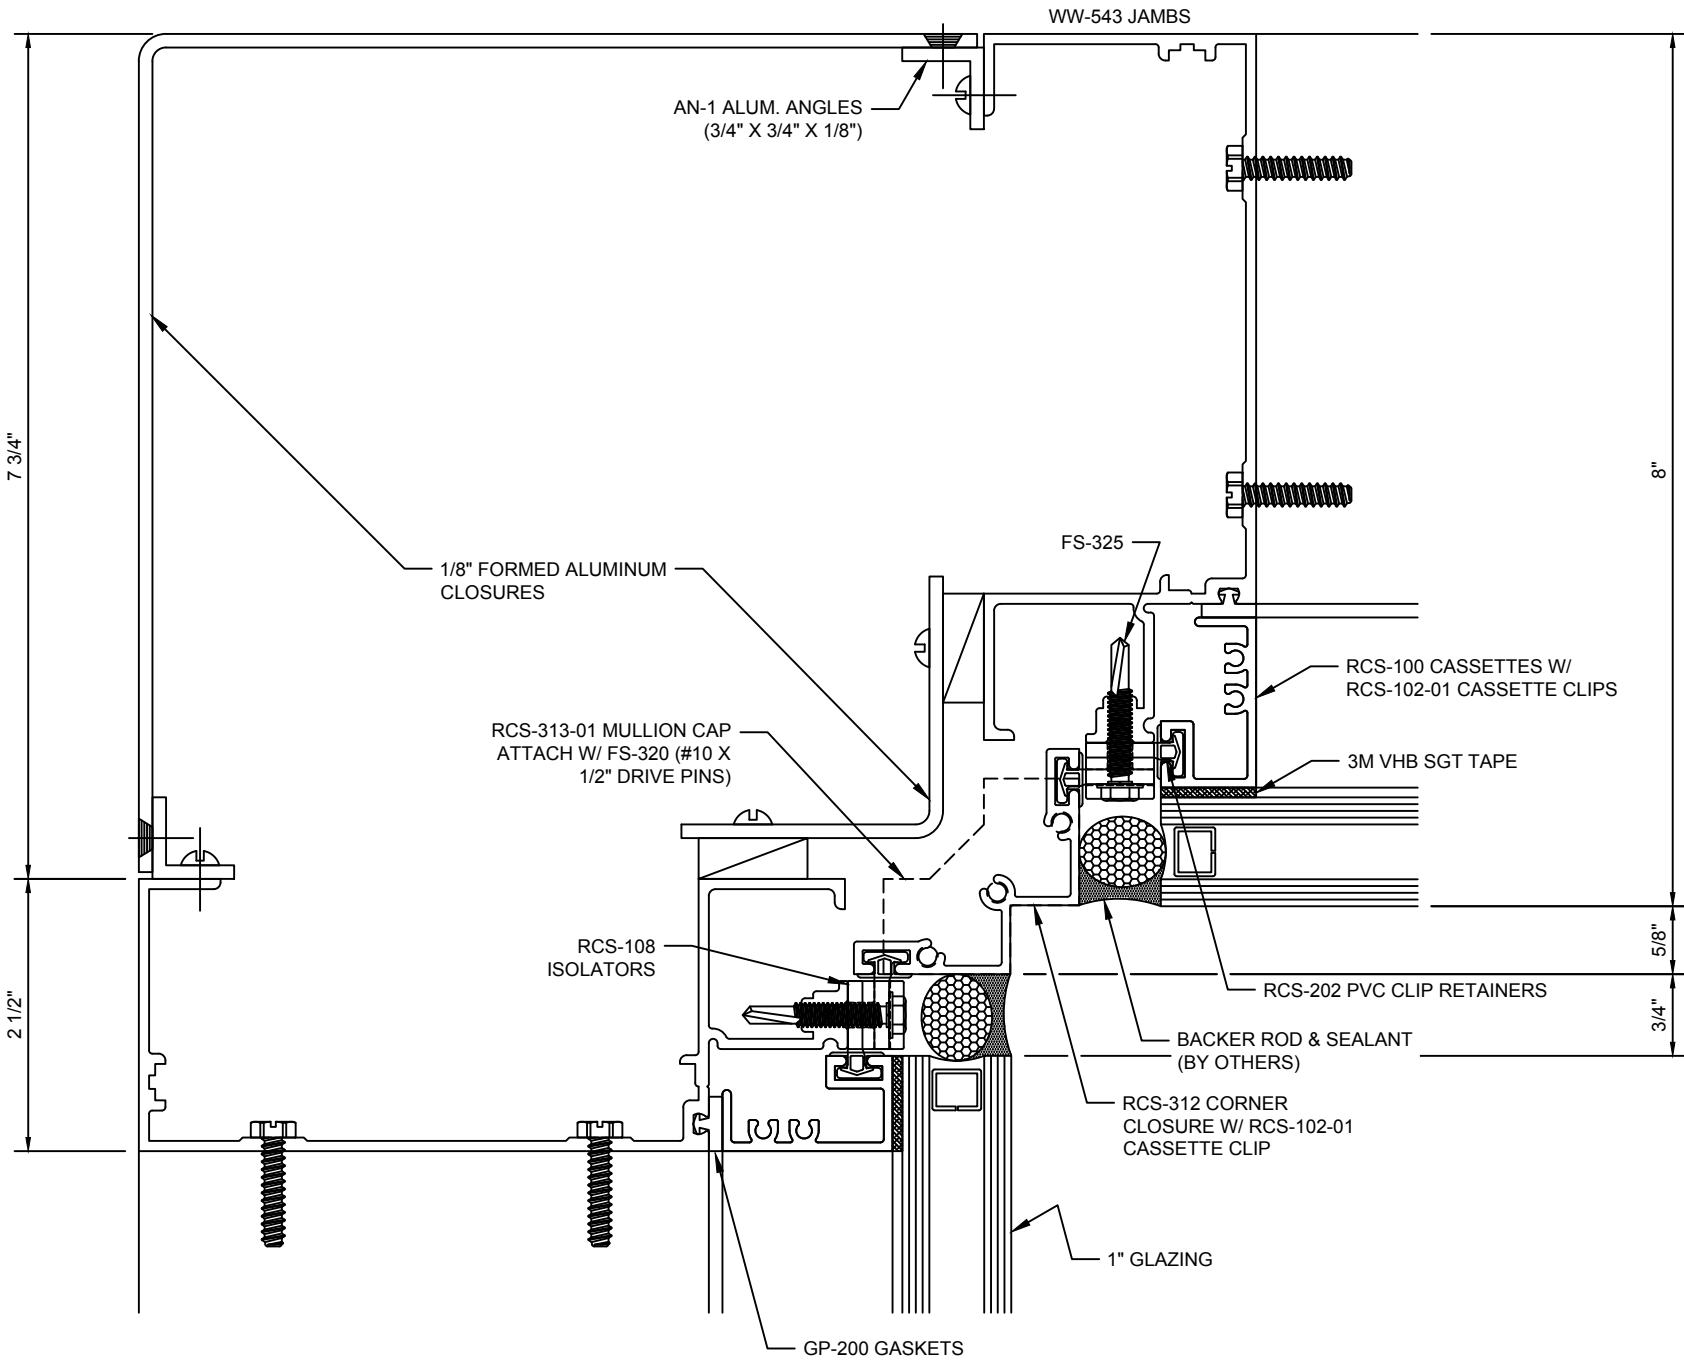 WW-543 JAMBS
AN-1 ALUM. ANGLES
(3/4" X 3/4" X 1/8")
7 3/4"
8"
FS-325
1/8" FORMED ALUMINUM
CLOSURES
RCS-100 CASSETTES W/
RCS-102-01 CASSETTE CLIPS
RCS-313-01 MULLION CAP
ATTACH W/ FS-320 (#10 X
1/2" DRIVE PINS)
3M VHB SGT TAPE
RCS-108
ISOLATORS
5/8"
RCS-202 PVC CLIP RETAINERS
2 1/2"
3/4"
BACKER ROD & SEALANT
(BY OTHERS)
RCS-312 CORNER
CLOSURE W/ RCS-102-01
CASSETTE CLIP
1" GLAZING
GP-200 GASKETS